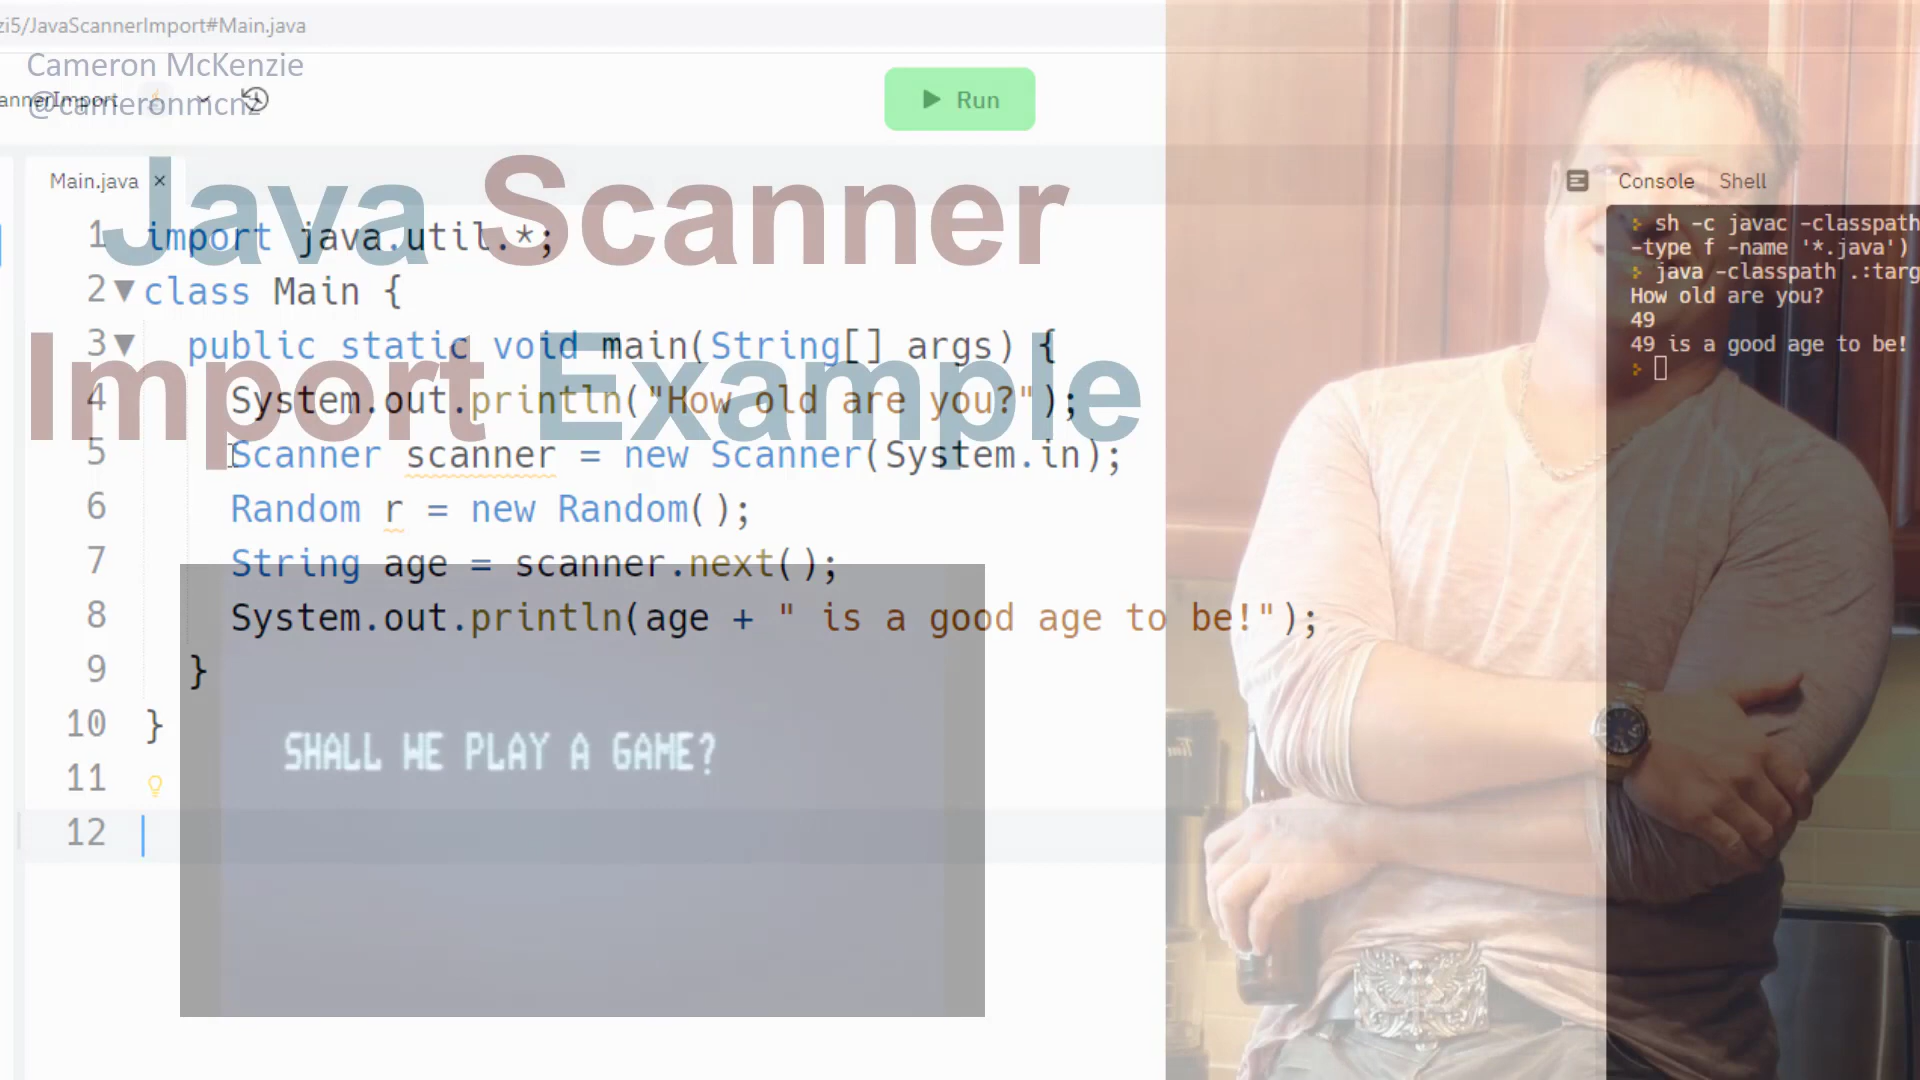 zi5/JavaScannerImport#Main.java
Cameron McKenzie
annerImport
@cameronmcnz
Run
Java Scanner
Import Example
Main.java ×
Console Shell
1 import java.util.*;
2 class Main {
3 public static void main(String[] args) {
4 System.out.println("How old are you?");
5 Scanner scanner = new Scanner(System.in);
6 Random r = new Random();
7 String age = scanner.next();
8 System.out.println(age + " is a good age to be!");
9 }
10 }
11
12
SHALL WE PLAY A GAME?
sh -c javac -classpath
-type f -name '*.java')
java -classpath .:targ
How old are you?
49
49 is a good age to be!